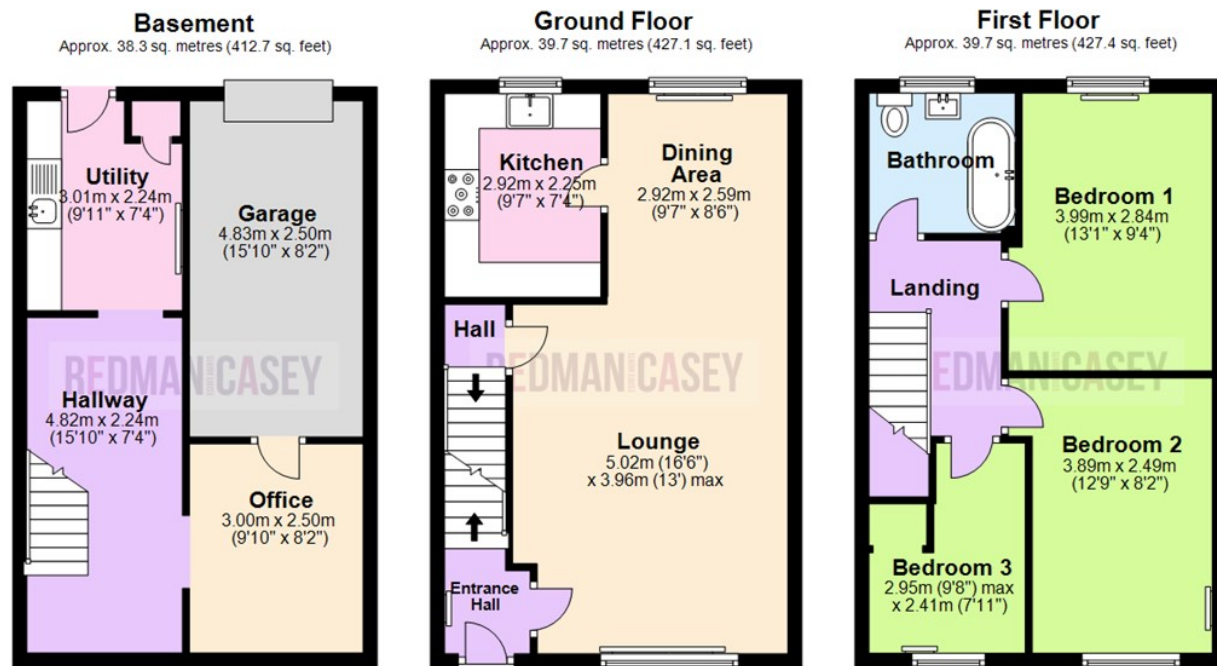 Basement
Approx. 38.3 sq. metres (412.7 sq. feet)
Utility
3.01m x 2.24m
(9'11" x 7'4")
Garage
4.83m x 2.50m
(15'10" x 8'2")
Hallway
4.82m x 2.24m
(15'10" x 7'4")
Office
3.00m x 2.50m
(9'10" x 8'2")
REDMAN CASEY
Ground Floor
Approx. 39.7 sq. metres (427.1 sq. feet)
Kitchen
2.92m x 2.25m
(9'7" x 7'4")
Dining
Area
2.92m x 2.59m
(9'7" x 8'6")
Hall
REDMAN CASEY
Lounge
5.02m (16'6")
x 3.96m (13') max
Entrance
Hall
First Floor
Approx. 39.7 sq. metres (427.4 sq. feet)
Bathroom
Bedroom 1
3.99m x 2.84m
(13'1" x 9'4")
Landing
EDMAN CASEY
Bedroom 2
3.89m x 2.49m
(12'9" x 8'2")
Bedroom 3
2.95m (9'8") max
x 2.41m (7'11")